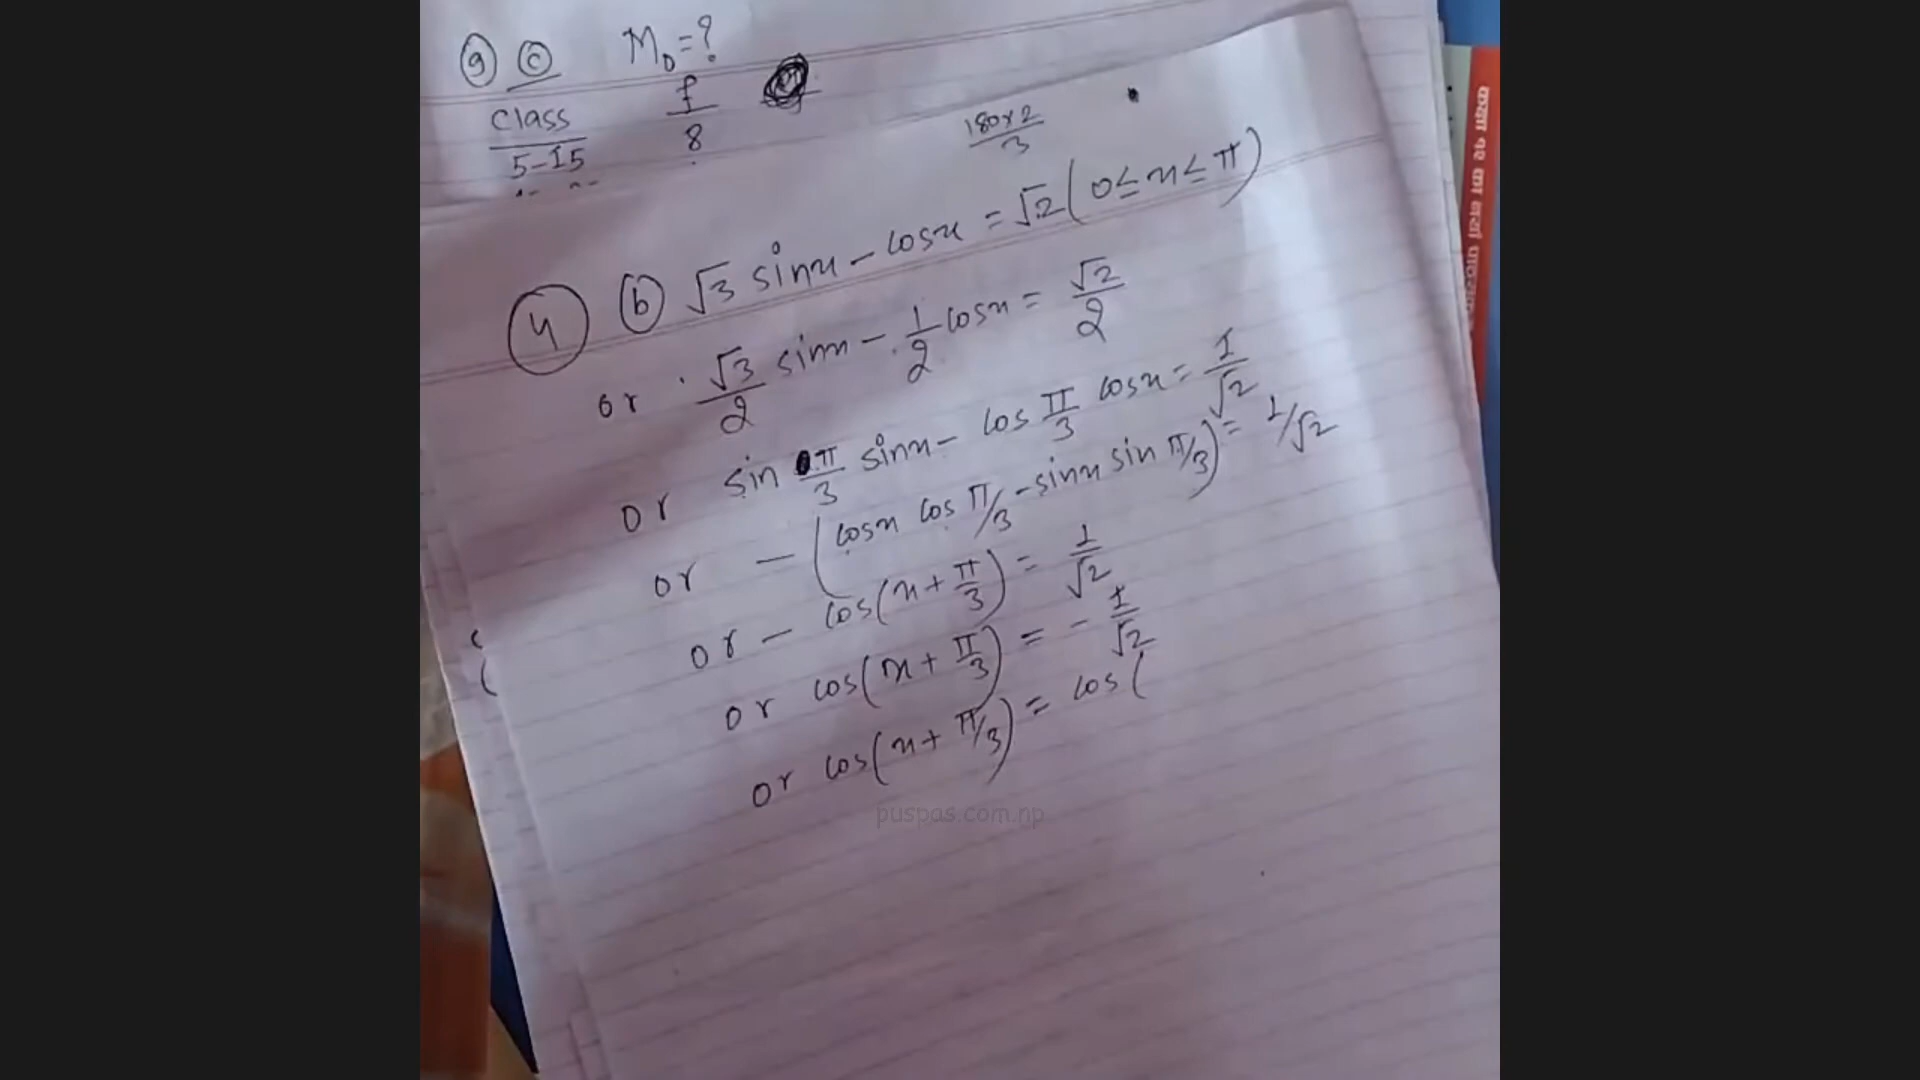 9 c M₀ = ?
class f
5-15 8
180×2/3
4 b √3 sinx - cosx = √2 (0 ≤ x ≤ π)
or √3/2 sinx - 1/2 cosx = √2/2
or sin π/3 sinx - cos π/3 cosx = 1/√2
or - (cosx cos π/3 - sinx sin π/3) = 1/√2
or - cos(x + π/3) = 1/√2
or cos(x + π/3) = - 1/√2
or cos(x + π/3) = cos(
puspas.com.np